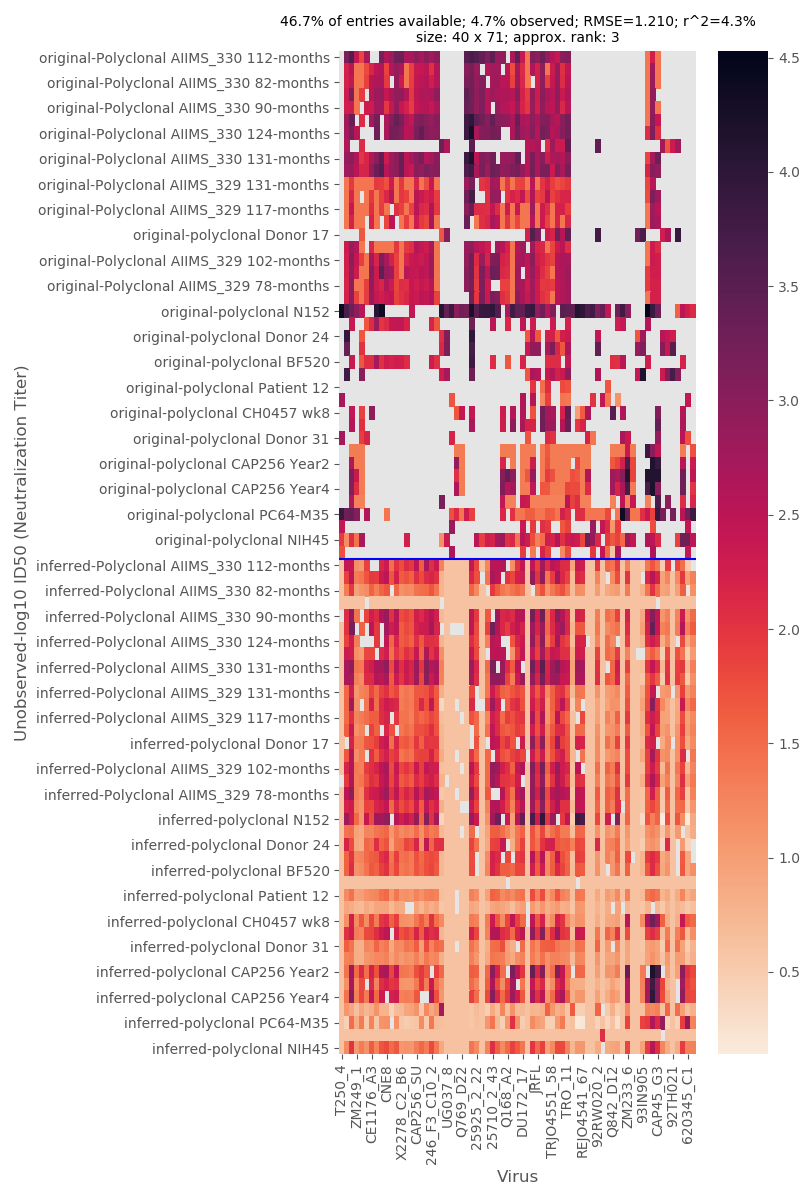 46.7% of entries available; 4.7% observed; RMSE=1.210; r^2=4.3%
size: 40 x 71; approx. rank: 3
original-Polyclonal AIIMS_330 112-months
original-Polyclonal AIIMS_330 82-months
original-Polyclonal AIIMS_330 90-months
original-Polyclonal AIIMS_330 124-months
original-Polyclonal AIIMS_330 131-months
original-Polyclonal AIIMS_329 131-months
original-Polyclonal AIIMS_329 117-months
original-polyclonal Donor 17
original-Polyclonal AIIMS_329 102-months
original-Polyclonal AIIMS_329 78-months
original-polyclonal N152
original-polyclonal Donor 24
original-polyclonal BF520
original-polyclonal Patient 12
original-polyclonal CH0457 wk8
original-polyclonal Donor 31
original-polyclonal CAP256 Year2
original-polyclonal CAP256 Year4
original-polyclonal PC64-M35
original-polyclonal NIH45
inferred-Polyclonal AIIMS_330 112-months
inferred-Polyclonal AIIMS_330 82-months
inferred-Polyclonal AIIMS_330 90-months
inferred-Polyclonal AIIMS_330 124-months
inferred-Polyclonal AIIMS_330 131-months
inferred-Polyclonal AIIMS_329 131-months
inferred-Polyclonal AIIMS_329 117-months
inferred-polyclonal Donor 17
inferred-Polyclonal AIIMS_329 102-months
inferred-Polyclonal AIIMS_329 78-months
inferred-polyclonal N152
inferred-polyclonal Donor 24
inferred-polyclonal BF520
inferred-polyclonal Patient 12
inferred-polyclonal CH0457 wk8
inferred-polyclonal Donor 31
inferred-polyclonal CAP256 Year2
inferred-polyclonal CAP256 Year4
inferred-polyclonal PC64-M35
inferred-polyclonal NIH45
Unobserved-log10 ID50 (Neutralization Titer)
T250_4
ZM249_1
CE1176_A3
CNE8
X2278_C2_B6
CAP256_SU
246_F3_C10_2
UG037_8
Q769_D22
25925_2_22
25710_2_43
Q168_A2
DU172_17
JRFL
TRJO4551_58
TRO_11
REJO4541_67
92RW020_2
Q842_D12
ZM233_6
93IN905
CAP45_G3
92TH021
620345_C1
Virus
4.5
4.0
3.5
3.0
2.5
2.0
1.5
1.0
0.5